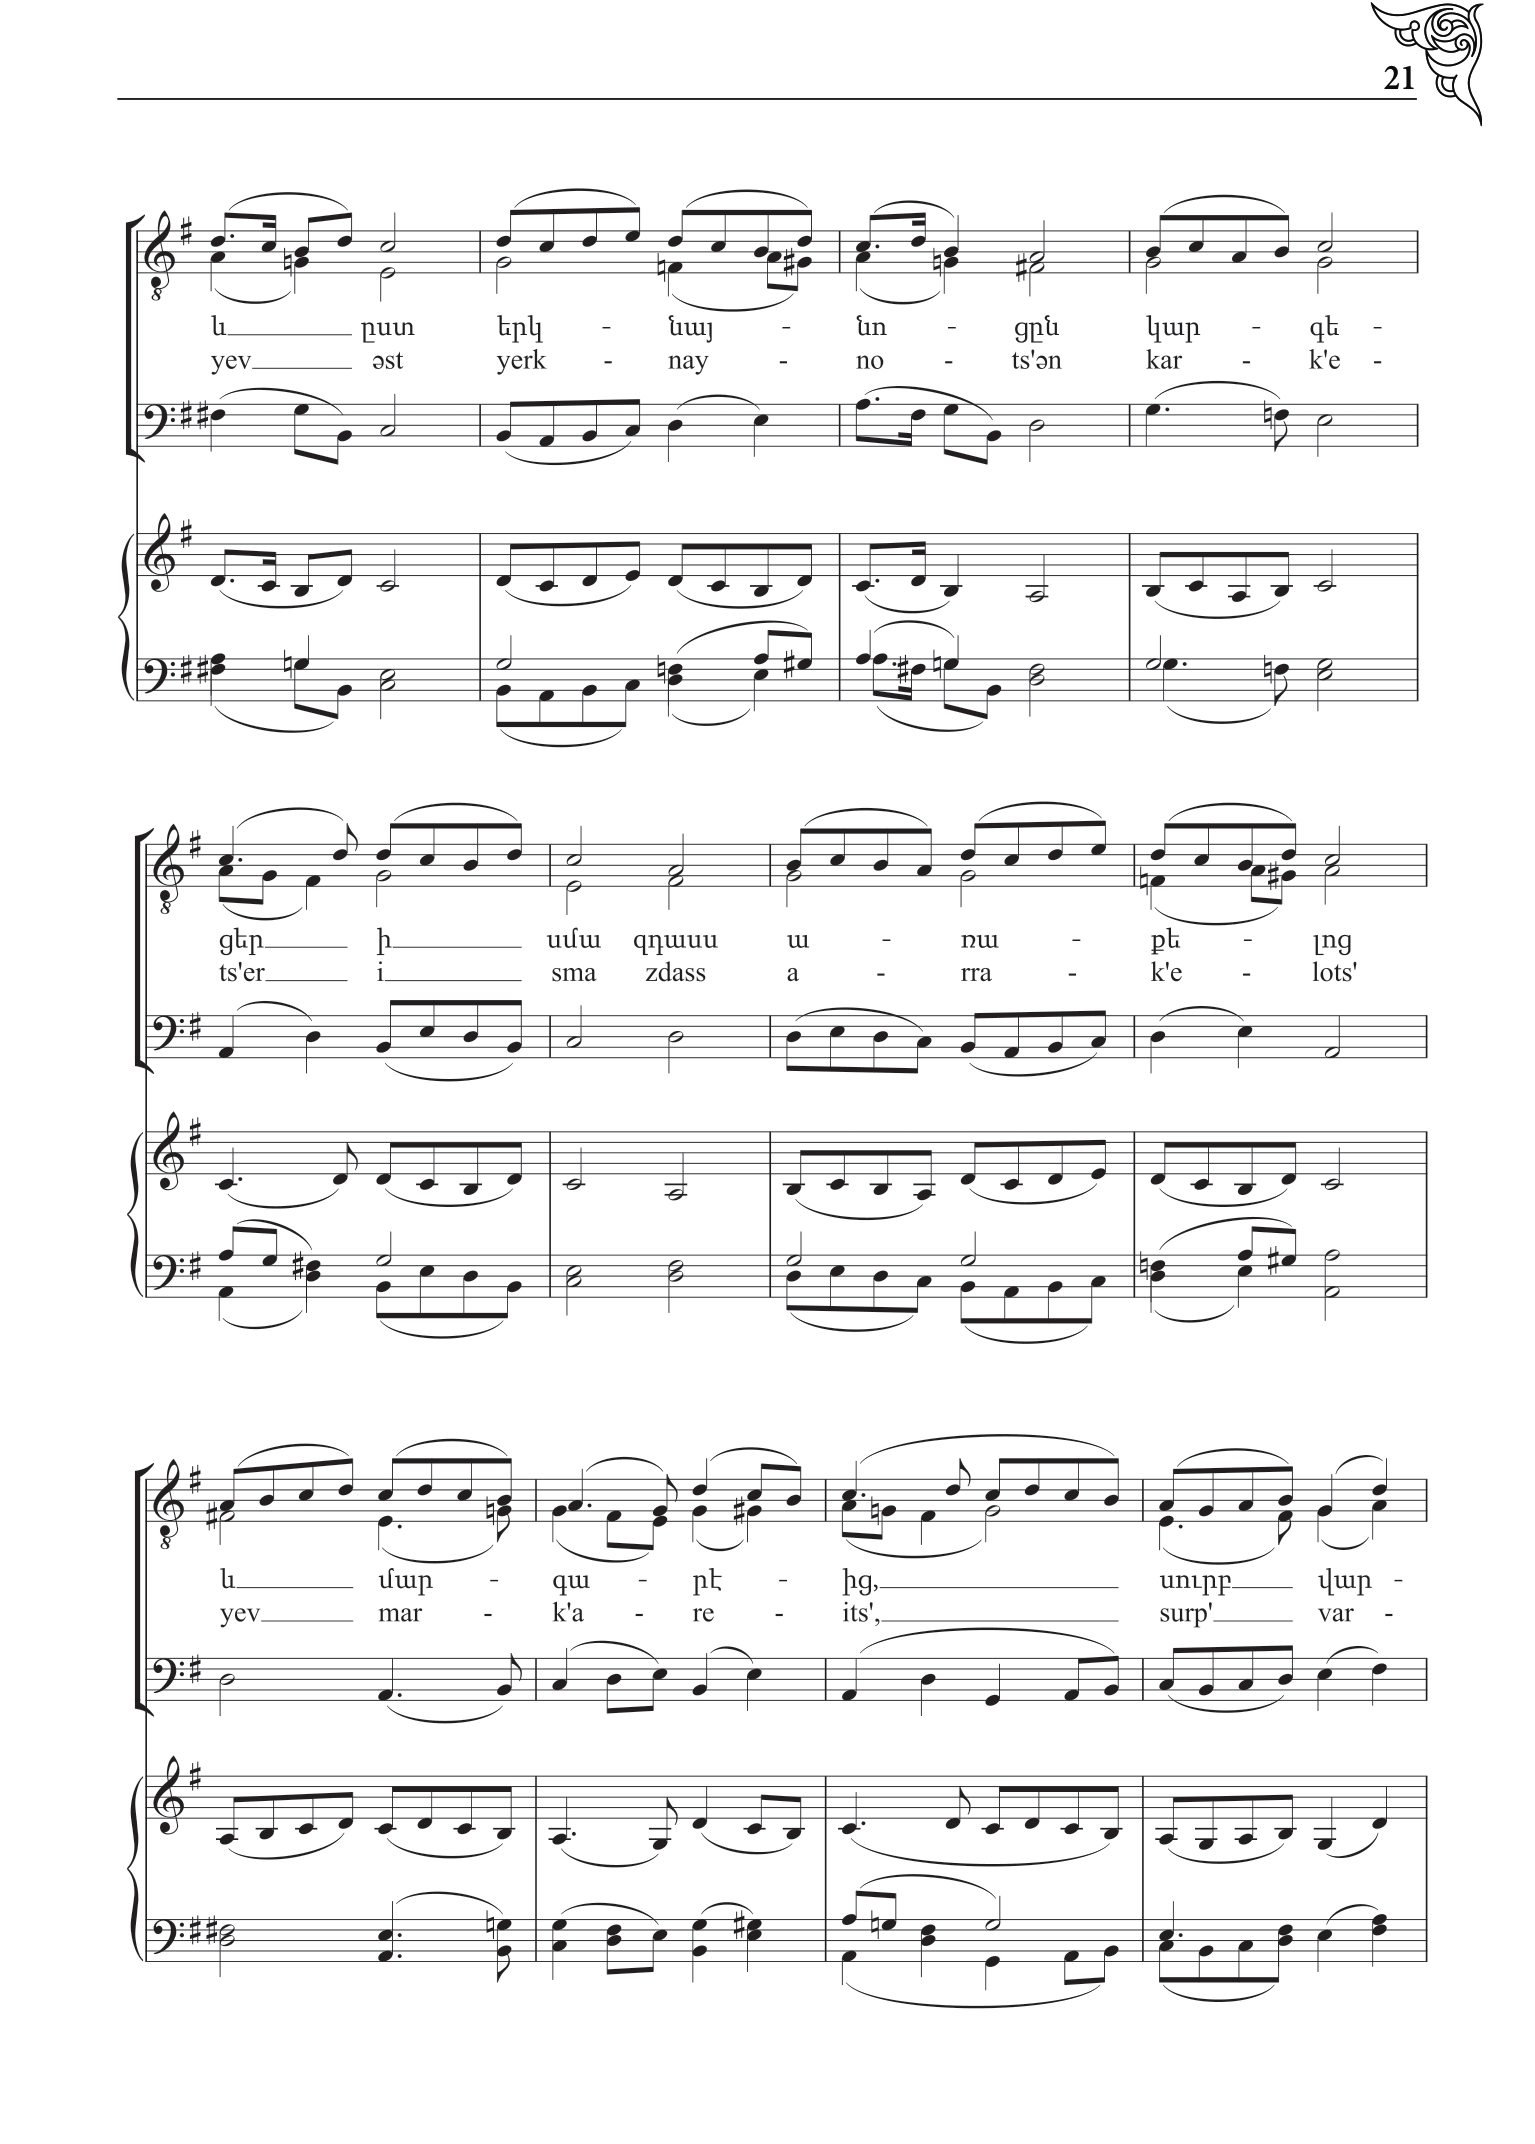 21
և ըստ երկ - նայ - նո - ցըն կար - գե -
yev əst yerk - nay - no - ts'ən kar - k'e -
ցեր ի սմա զդասս ա - ռա - քե - լոց
ts'er i sma zdass a - rra - k'e - lots'
և մար - գա - րէ - ից, սուրբ վար -
yev mar - k'a - re - its', surp' var -